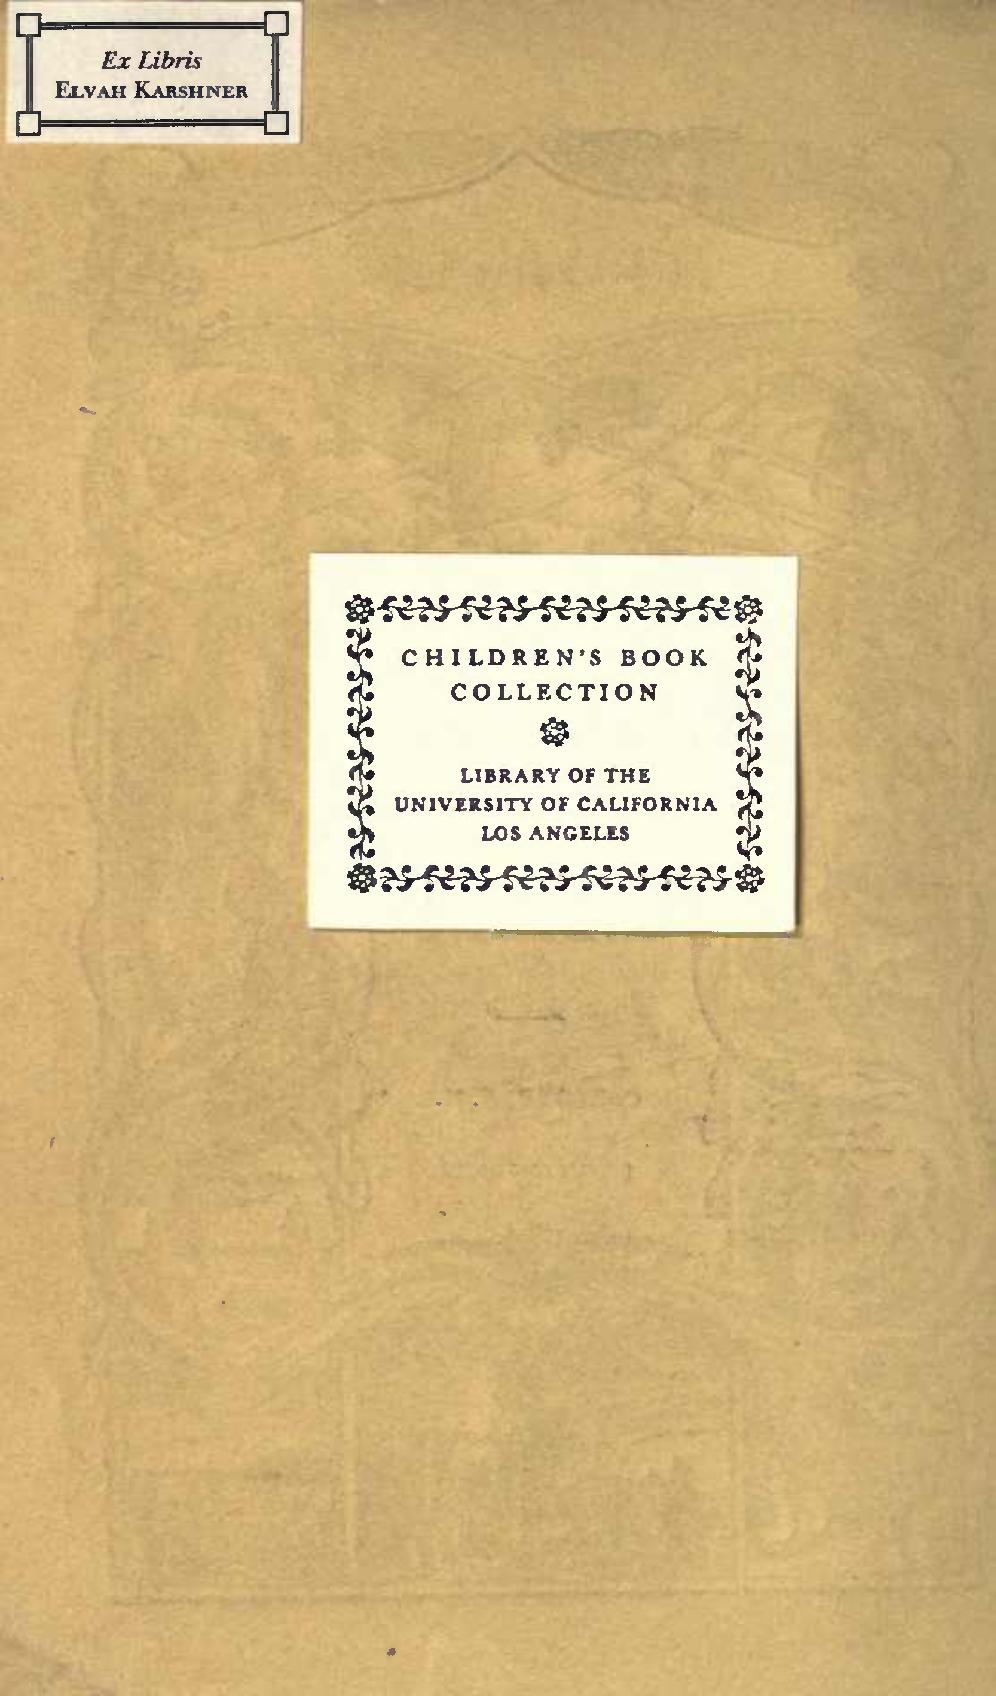 Ex Libris
ELVAH KARSHNER
CHILDREN'S BOOK
COLLECTION
LIBRARY OF THE
UNIVERSITY OF CALIFORNIA
LOS ANGELES